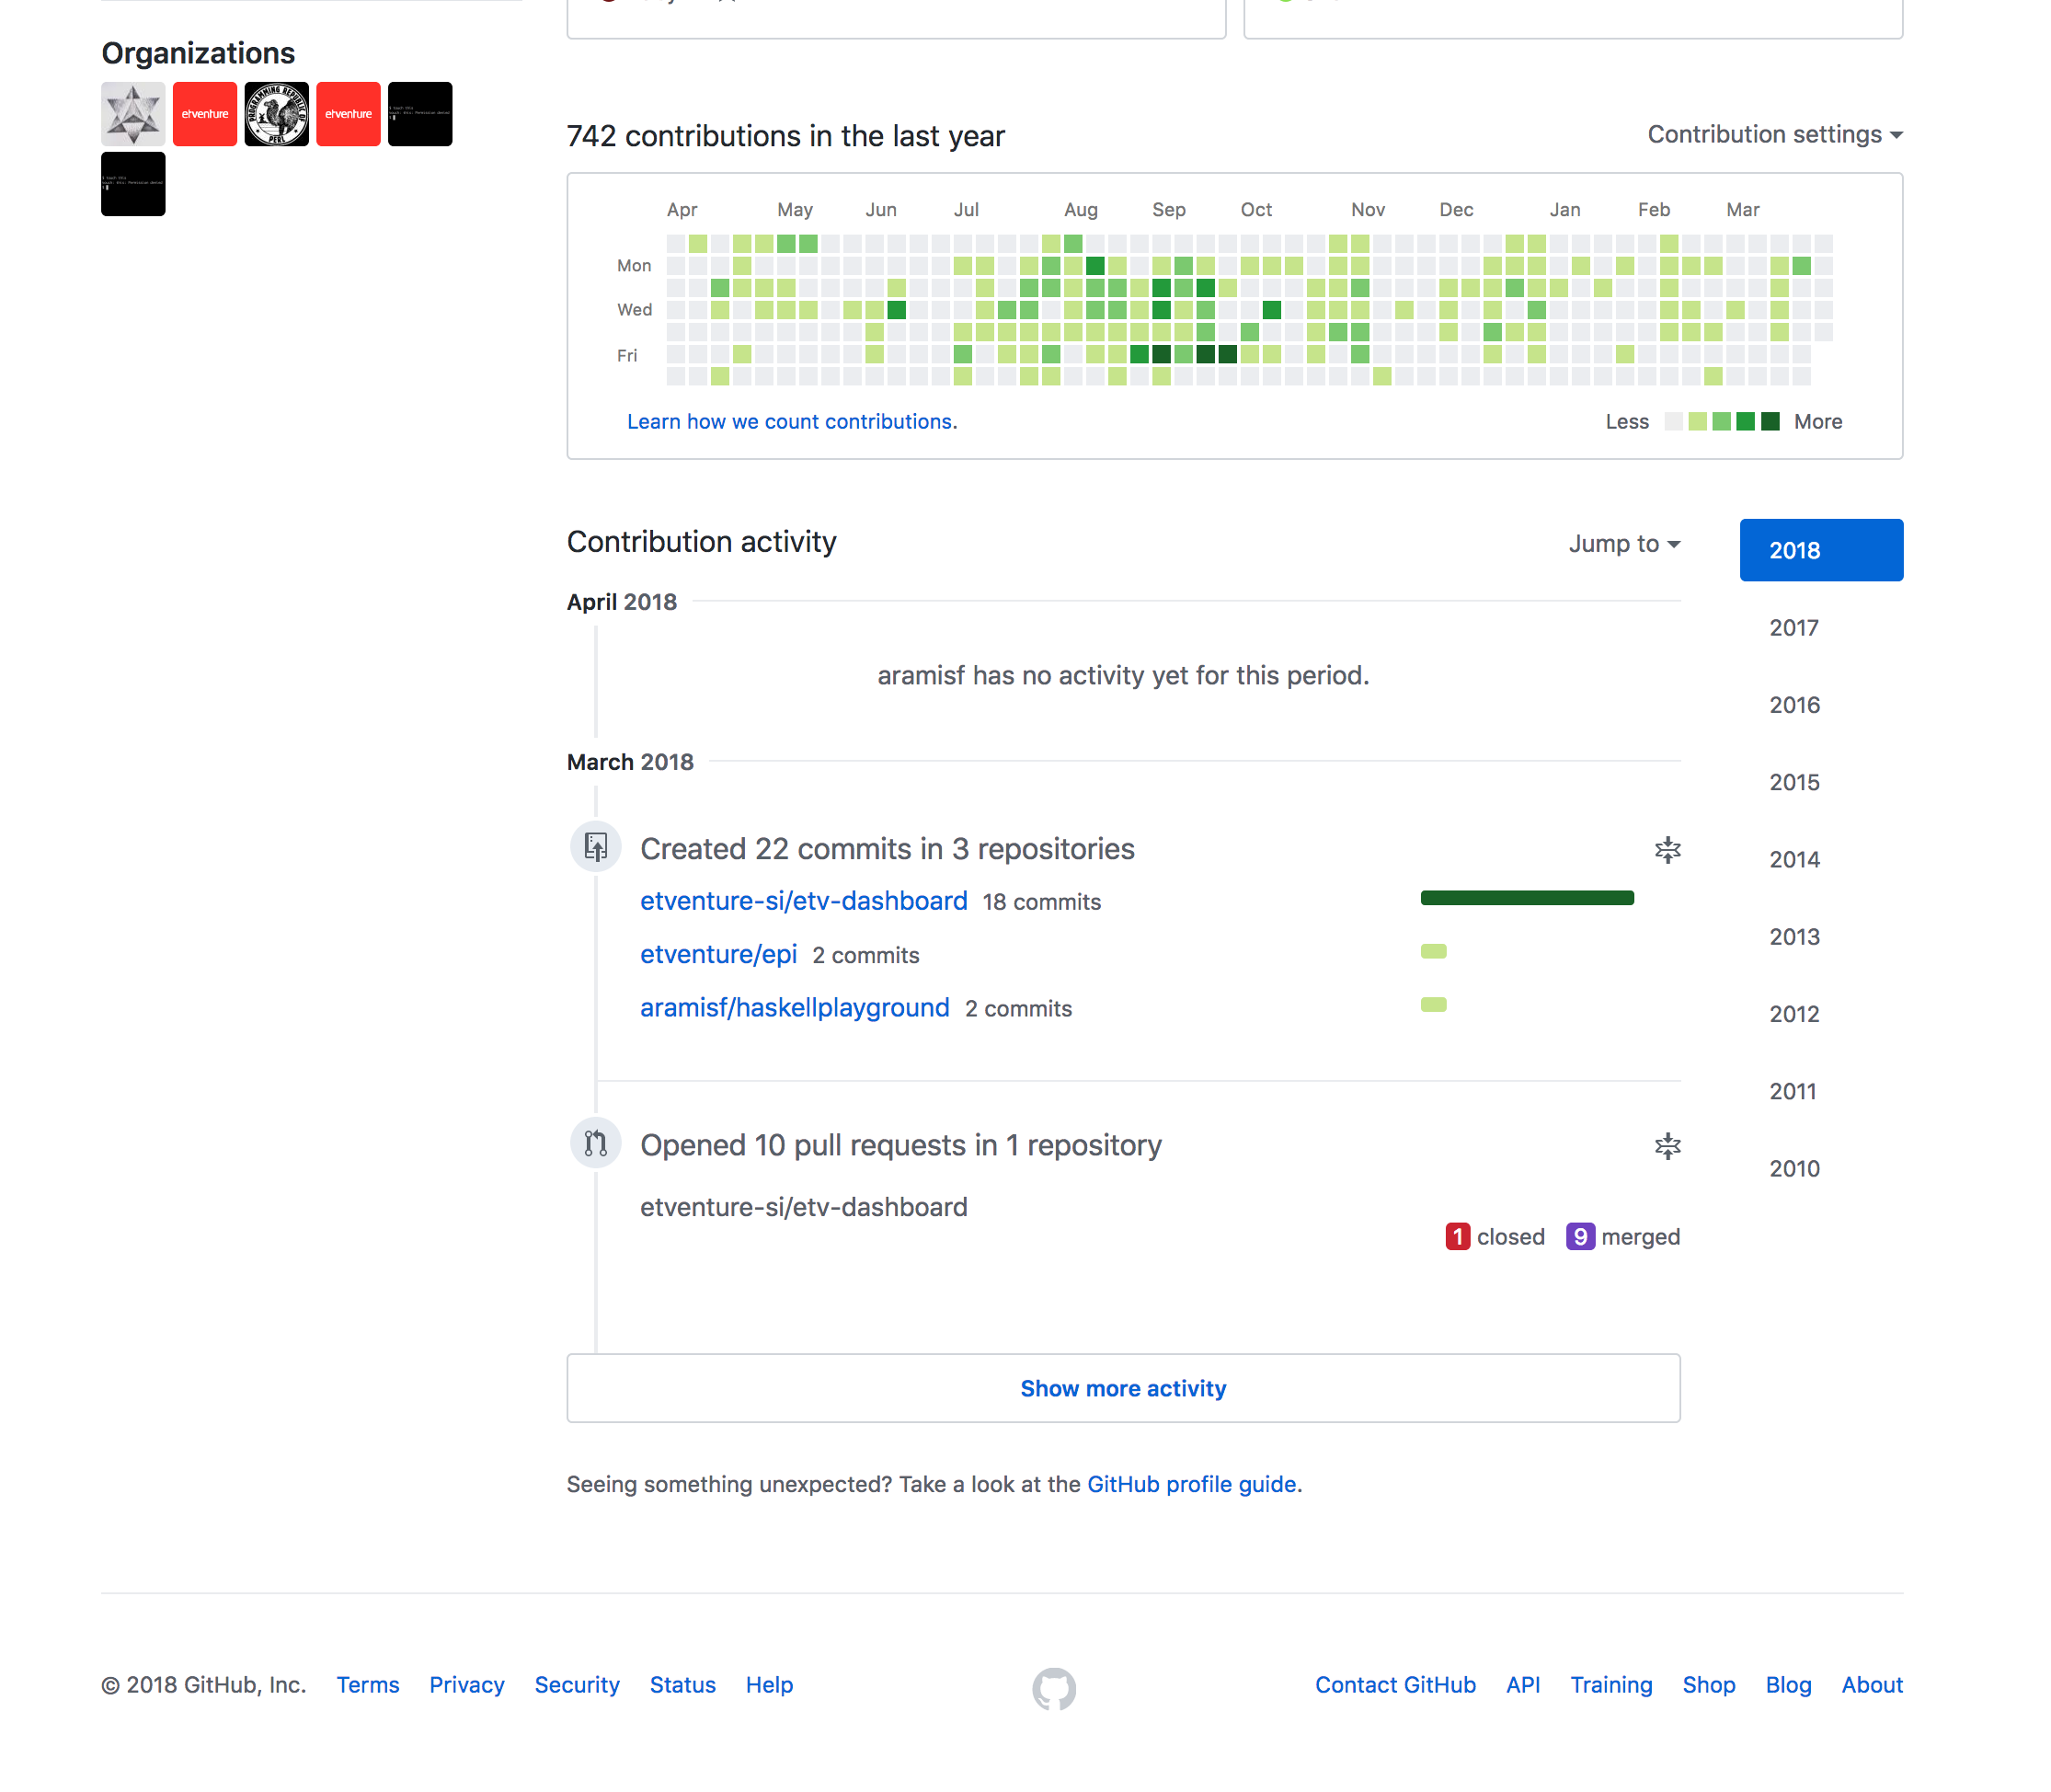 Organizations
etventure
PROGRAMMING REPUBLIC OF PERL
etventure
742 contributions in the last year
Contribution settings
Apr May Jun Jul Aug Sep Oct Nov Dec Jan Feb Mar
Mon
Wed
Fri
Learn how we count contributions.
Less More
Contribution activity
Jump to
2018
2017
2016
2015
2014
2013
2012
2011
2010
April 2018
aramisf has no activity yet for this period.
March 2018
Created 22 commits in 3 repositories
etventure-si/etv-dashboard 18 commits
etventure/epi 2 commits
aramisf/haskellplayground 2 commits
Opened 10 pull requests in 1 repository
etventure-si/etv-dashboard
1 closed 9 merged
Show more activity
Seeing something unexpected? Take a look at the GitHub profile guide.
© 2018 GitHub, Inc. Terms Privacy Security Status Help
Contact GitHub API Training Shop Blog About